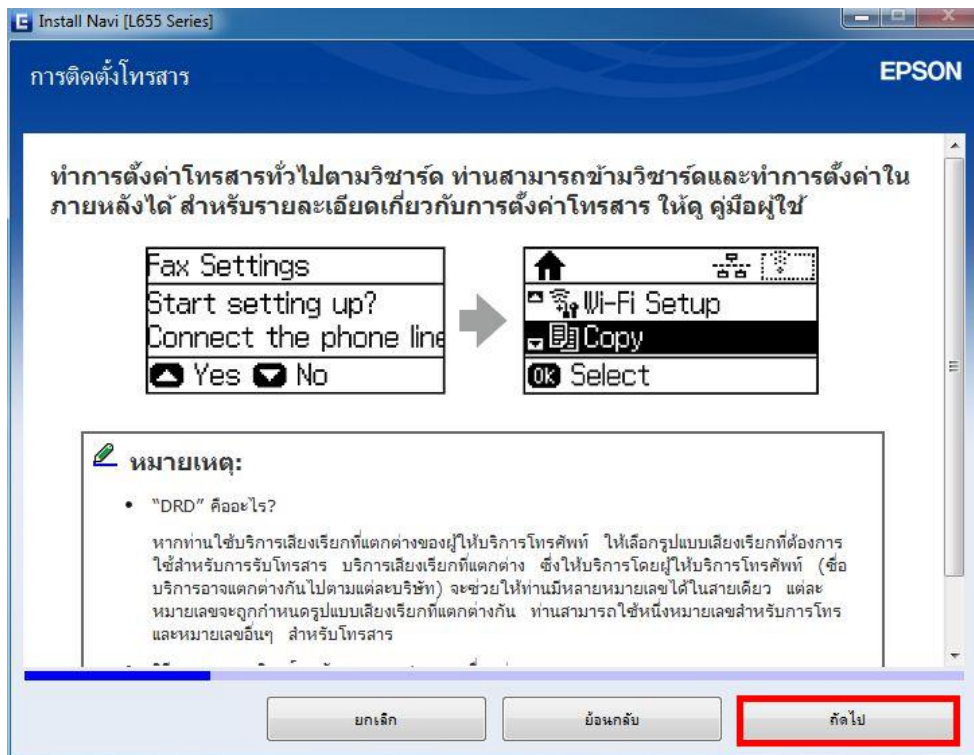 Install Navi [L655 Series]
การติดตั้งโทรสาร
EPSON
ทำการตั้งค่าโทรสารทั่วไปตามวิซาร์ด ท่านสามารถข้ามวิซาร์ดและทำการตั้งค่าใน
ภายหลังได้ สำหรับรายละเอียดเกี่ยวกับการตั้งค่าโทรสาร ให้ดู คู่มือผู้ใช้
Fax Settings
Start setting up?
Connect the phone line
Yes No
Wi-Fi Setup
Copy
OK Select
หมายเหตุ:
• "DRD" คืออะไร?
หากท่านใช้บริการเสียงเรียกที่แตกต่างของผู้ให้บริการโทรศัพท์ ให้เลือกรูปแบบเสียงเรียกที่ต้องการ
ใช้สำหรับการรับโทรสาร บริการเสียงเรียกที่แตกต่าง ซึ่งให้บริการโดยผู้ให้บริการโทรศัพท์ (ชื่อ
บริการอาจแตกต่างกันไปตามแต่ละบริษัท) จะช่วยให้ท่านมีหลายหมายเลขได้ในสายเดียว แต่ละ
หมายเลขจะถูกกำหนดรูปแบบเสียงเรียกที่แตกต่างกัน ท่านสามารถใช้หนึ่งหมายเลขสำหรับการโทร
และหมายเลขอื่นๆ สำหรับโทรสาร
ยกเลิก
ย้อนกลับ
ถัดไป